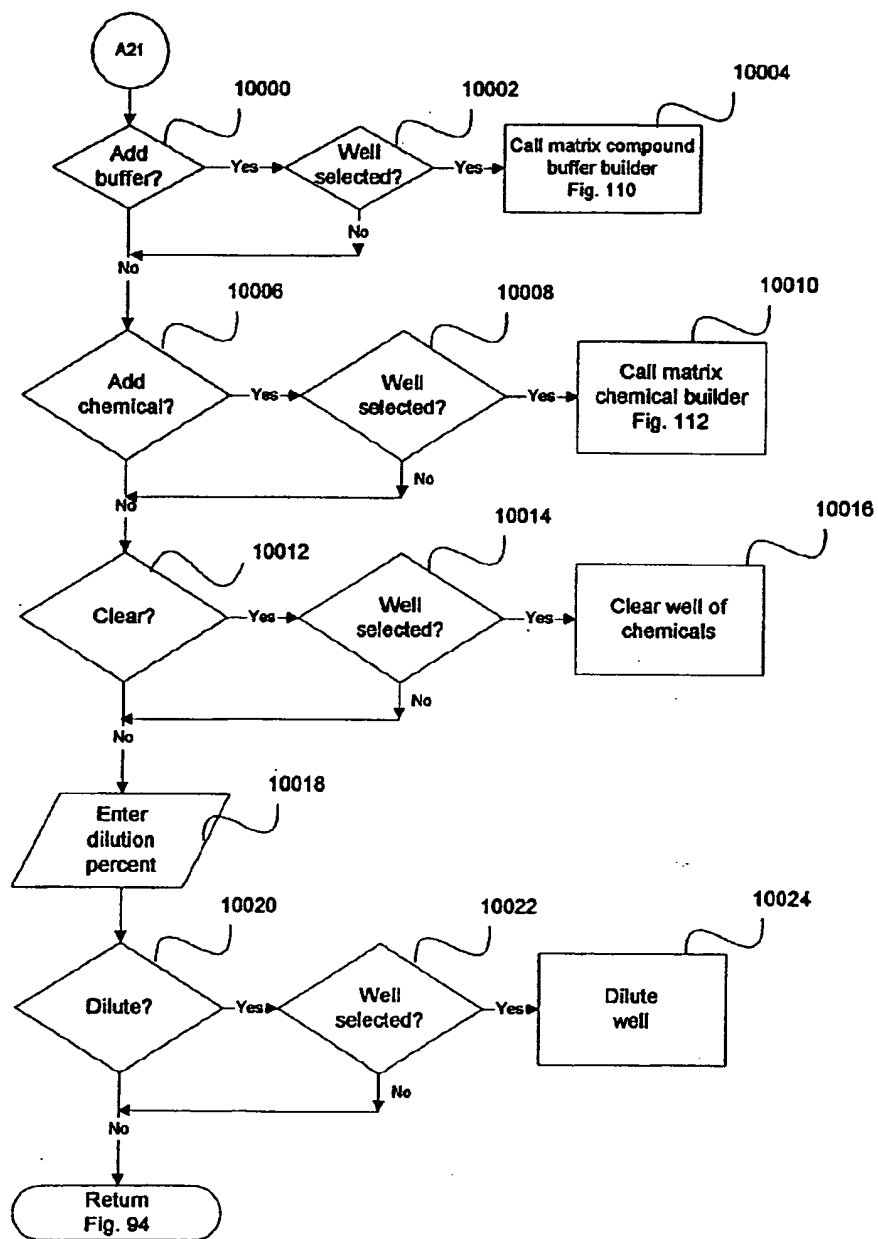 A21
10000
10002
10004
Add
buffer?
Yes
Well
selected?
Yes
Call matrix compound
buffer builder
Fig. 110
No
No
10006
10008
10010
Add
chemical?
Yes
Well
selected?
Yes
Call matrix
chemical builder
Fig. 112
No
No
10012
10014
10016
Clear?
Yes
Well
selected?
Yes
Clear well of
chemicals
No
No
10018
Enter
dilution
percent
10020
10022
10024
Dilute?
Yes
Well
selected?
Yes
Dilute
well
No
No
Return
Fig. 94